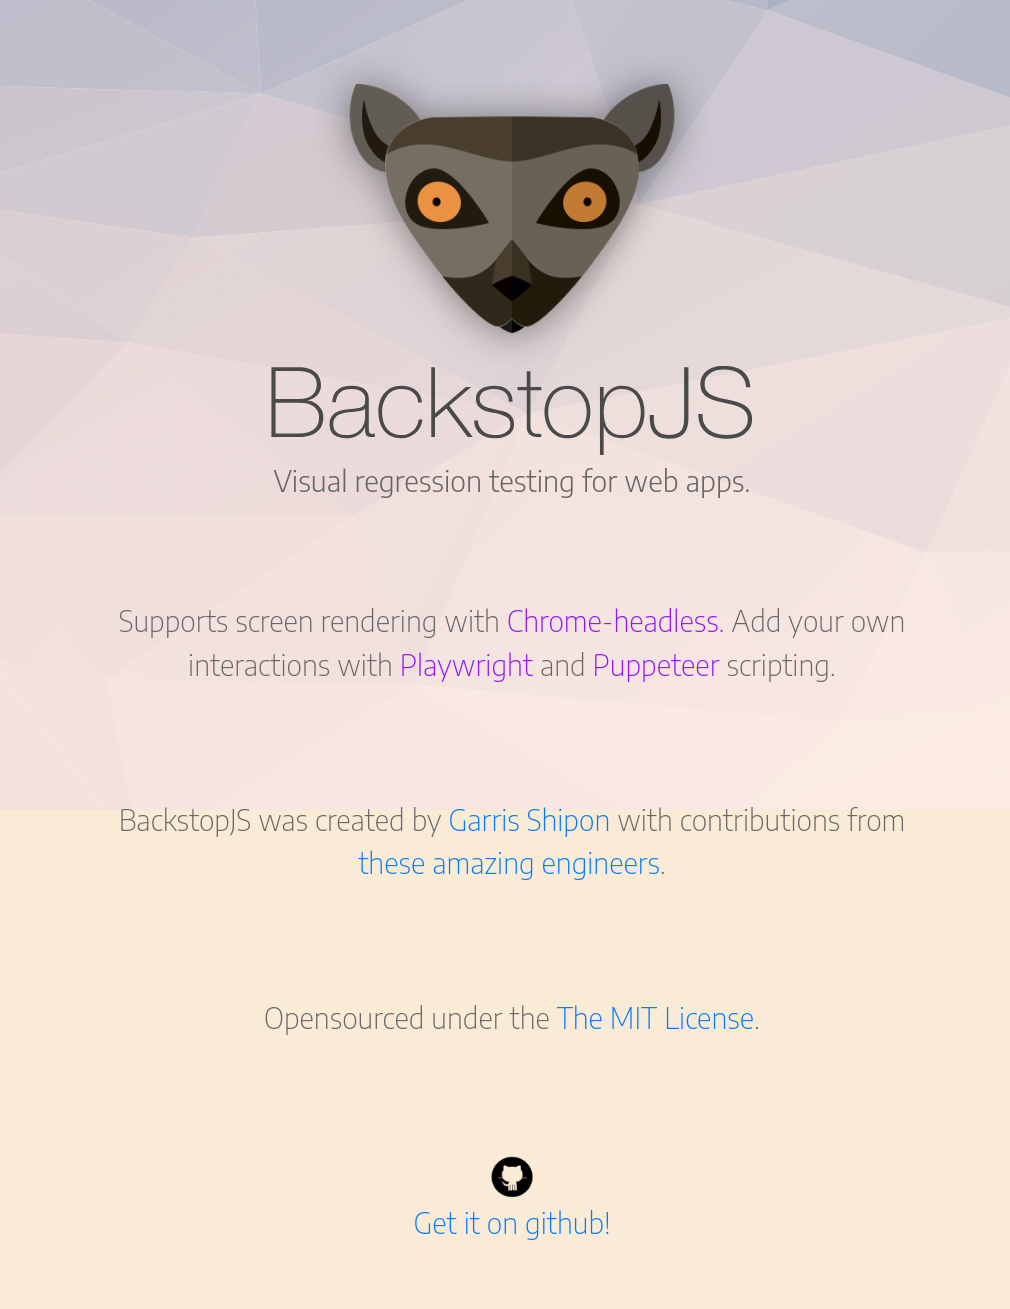 BackstopJS
Visual regression testing for web apps.
Supports screen rendering with Chrome-headless. Add your own
interactions with Playwright and Puppeteer scripting.
BackstopJS was created by Garris Shipon with contributions from
these amazing engineers.
Opensourced under the The MIT License.
Get it on github!